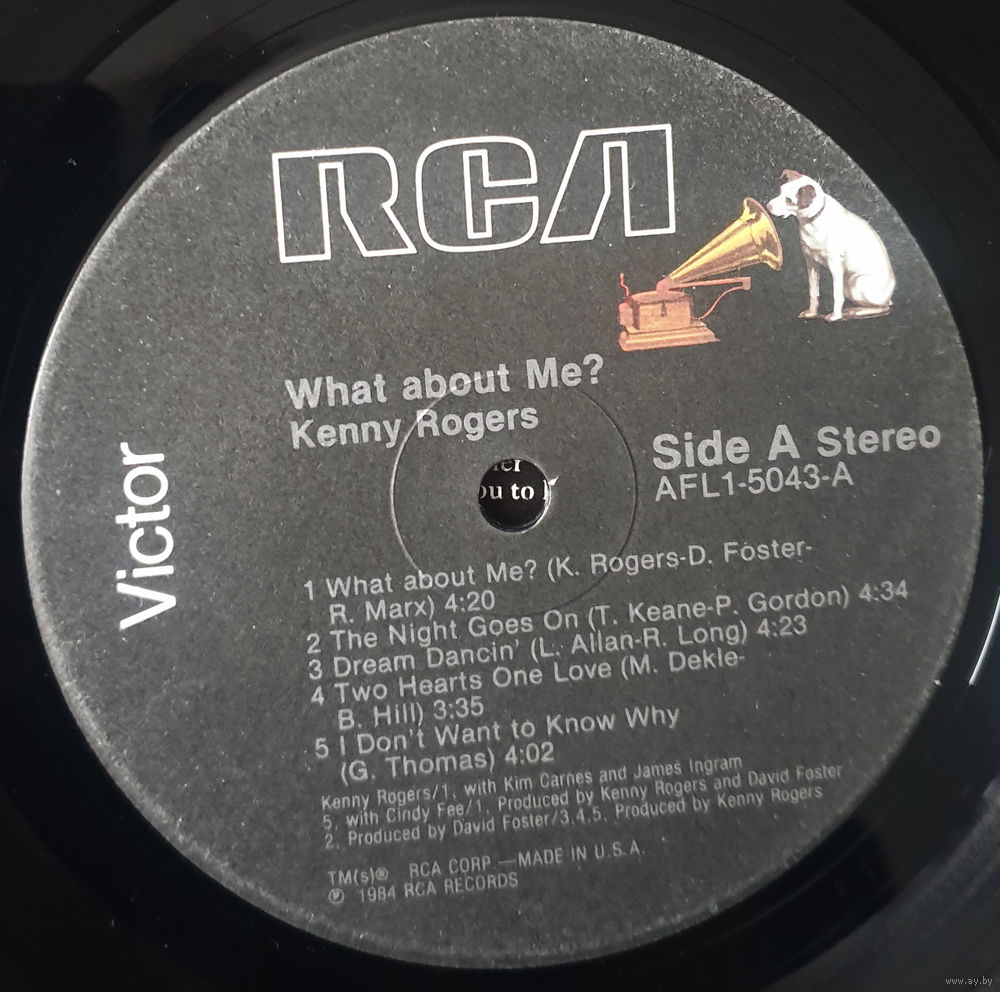 RCA
What about Me?
Kenny Rogers
Side A Stereo
AFL1-5043-A
Victor
ou to
1 What about Me? (K. Rogers-D. Foster-
R. Marx) 4:20
2 The Night Goes On (T. Keane-P. Gordon) 4:34
3 Dream Dancin' (L. Allan-R. Long) 4:23
4 Two Hearts One Love (M. Dekle-
B. Hill) 3:35
5 I Don't Want to Know Why
(G. Thomas) 4:02
Kenny Rogers/1, with Kim Carnes and James Ingram
5, with Cindy Fee/1, Produced by Kenny Rogers and David Foster
2, Produced by David Foster/3,4,5, Produced by Kenny Rogers
TM(s)® RCA CORP.—MADE IN U.S.A.
℗ 1984 RCA RECORDS
www.ay.by